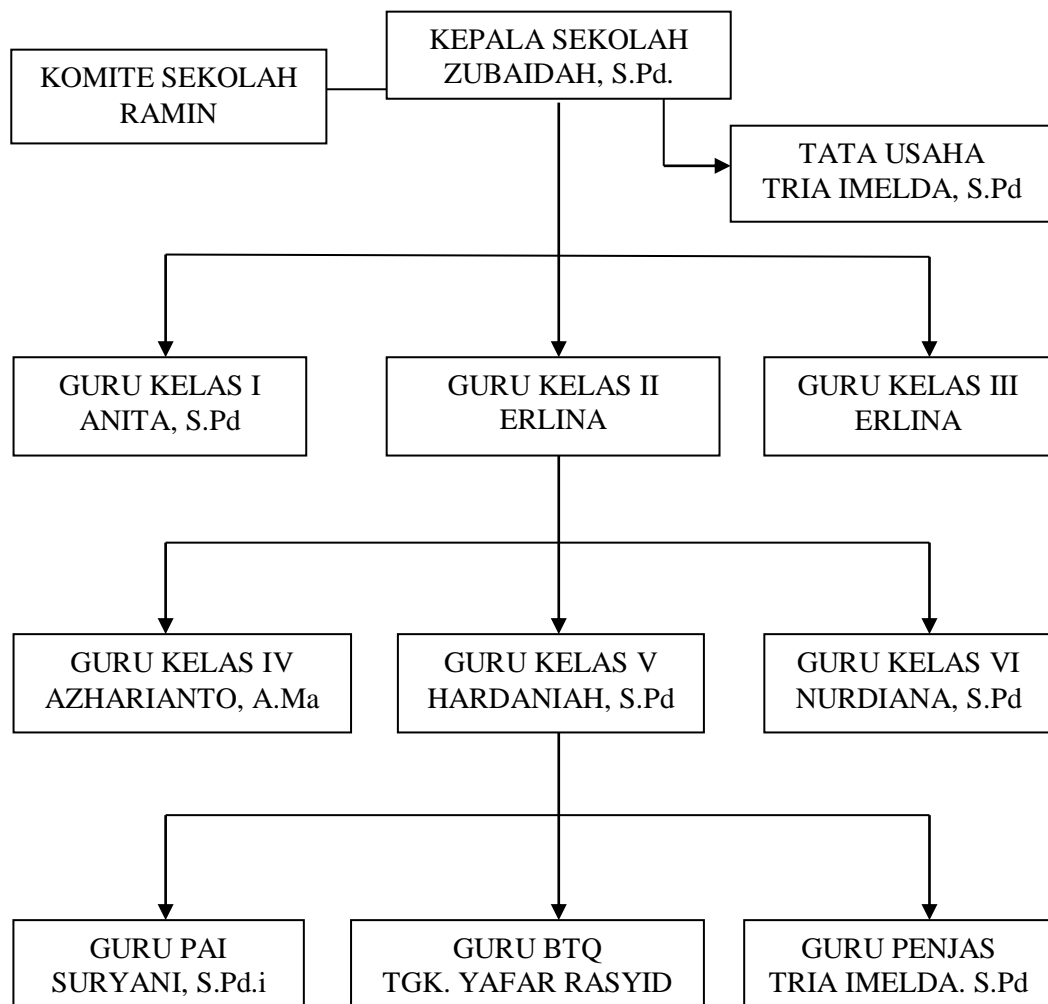 KEPALA SEKOLAH
ZUBAIDAH, S.Pd.
KOMITE SEKOLAH
RAMIN
TATA USAHA
TRIA IMELDA, S.Pd
GURU KELAS I
ANITA, S.Pd
GURU KELAS II
ERLINA
GURU KELAS III
ERLINA
GURU KELAS IV
AZHARIANTO, A.Ma
GURU KELAS V
HARDANIAH, S.Pd
GURU KELAS VI
NURDIANA, S.Pd
GURU PAI
SURYANI, S.Pd.i
GURU BTQ
TGK. YAFAR RASYID
GURU PENJAS
TRIA IMELDA. S.Pd